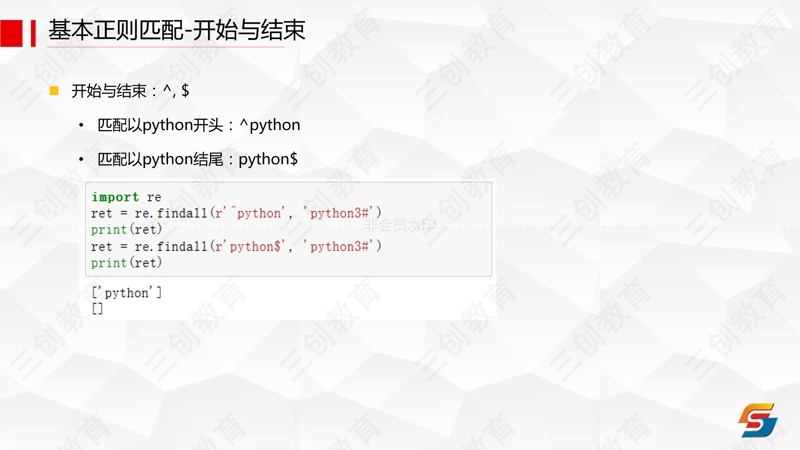 基本正则匹配-开始与结束
开始与结束：^, $
• 匹配以python开头：^python
• 匹配以python结尾：python$
import re
ret = re.findall(r'^python', 'python3#')
print(ret)
非会员水印
ret = re.findall(r'python$', 'python3#')
print(ret)
['python']
[]
三创教育